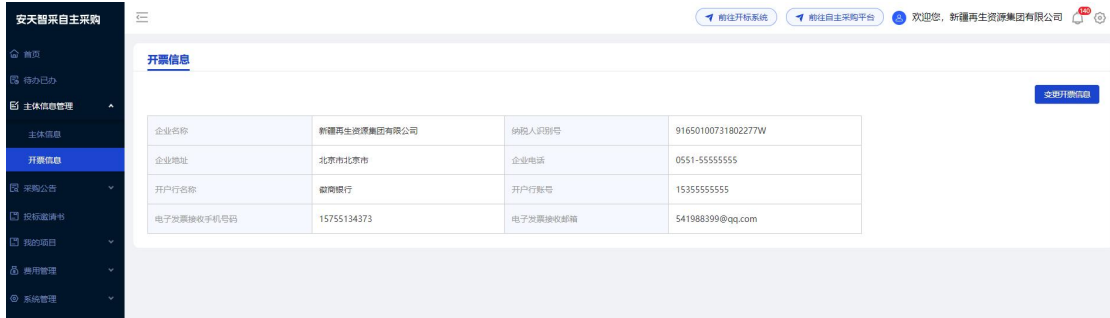 安天智采自主采购
前往开标系统 前往自主采购平台 欢迎您，新疆再生资源集团有限公司 140
首页
待办已办
主体信息管理
主体信息
开票信息
采购公告
投标邀请书
我的项目
费用管理
系统管理
开票信息
变更开票信息
企业名称 新疆再生资源集团有限公司 纳税人识别号 91650100731802277W
企业地址 北京市北京市 企业电话 0551-55555555
开户行名称 徽商银行 开户行账号 15355555555
电子发票接收手机号码 15755134373 电子发票接收邮箱 541988399@qq.com